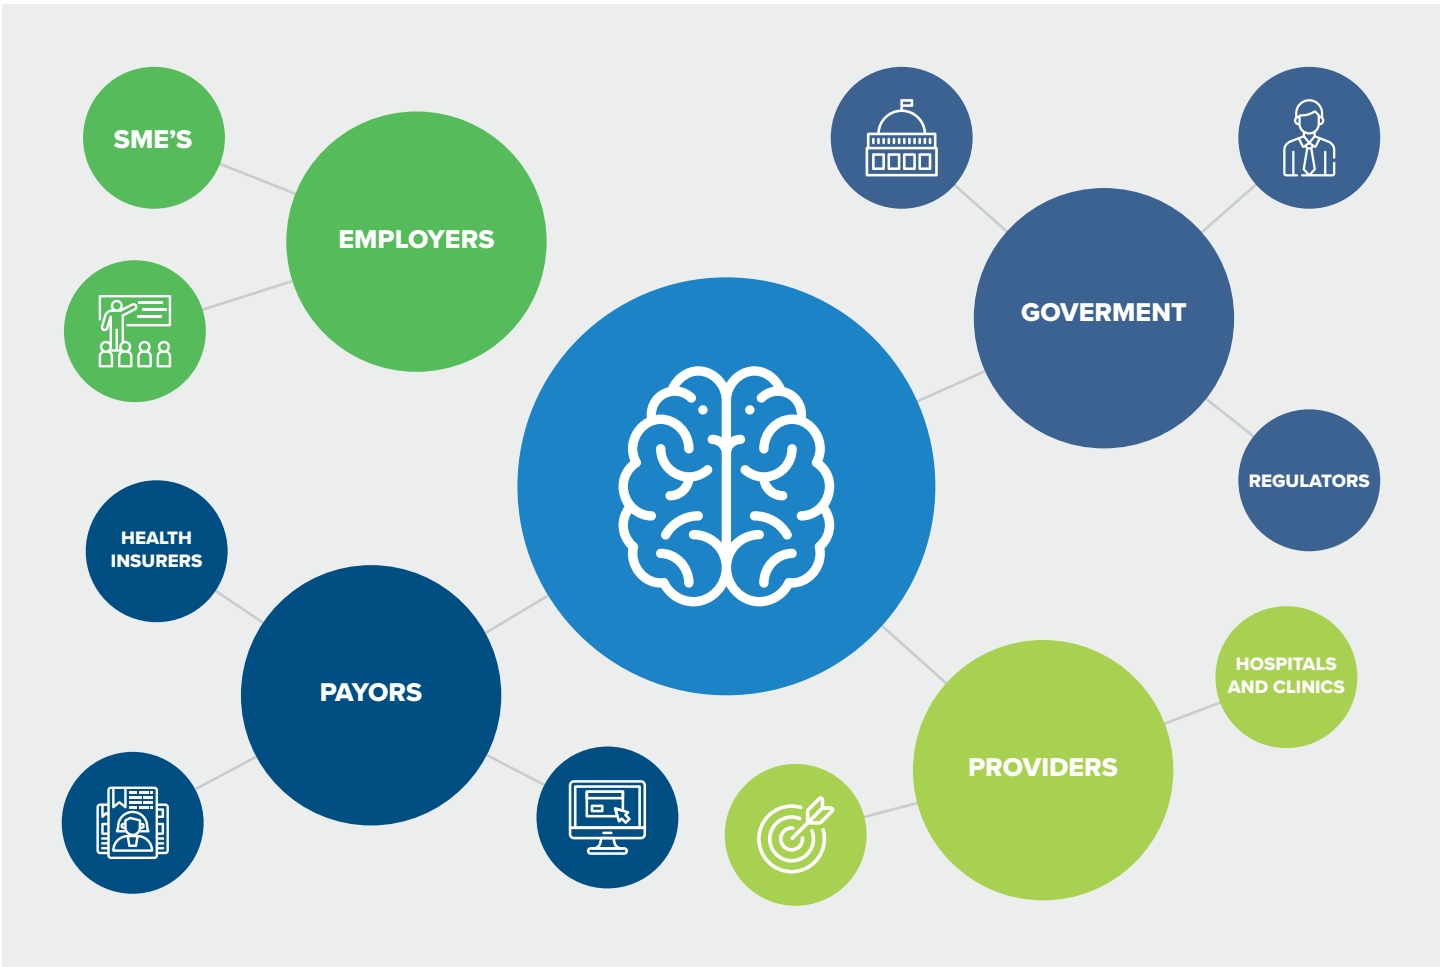 SME'S
EMPLOYERS
GOVERMENT
REGULATORS
HEALTH
INSURERS
PAYORS
HOSPITALS
AND CLINICS
PROVIDERS